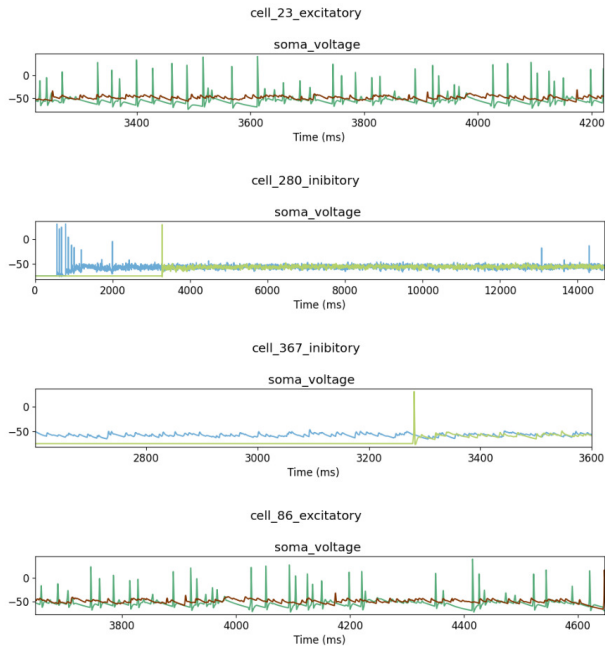 cell_23_excitatory
soma_voltage
0
−50
3400 3600 3800 4000 4200
Time (ms)
cell_280_inibitory
soma_voltage
0
−50
0 2000 4000 6000 8000 10000 12000 14000
Time (ms)
cell_367_inibitory
soma_voltage
0
−50
2800 3000 3200 3400 3600
Time (ms)
cell_86_excitatory
soma_voltage
0
−50
3800 4000 4200 4400 4600
Time (ms)